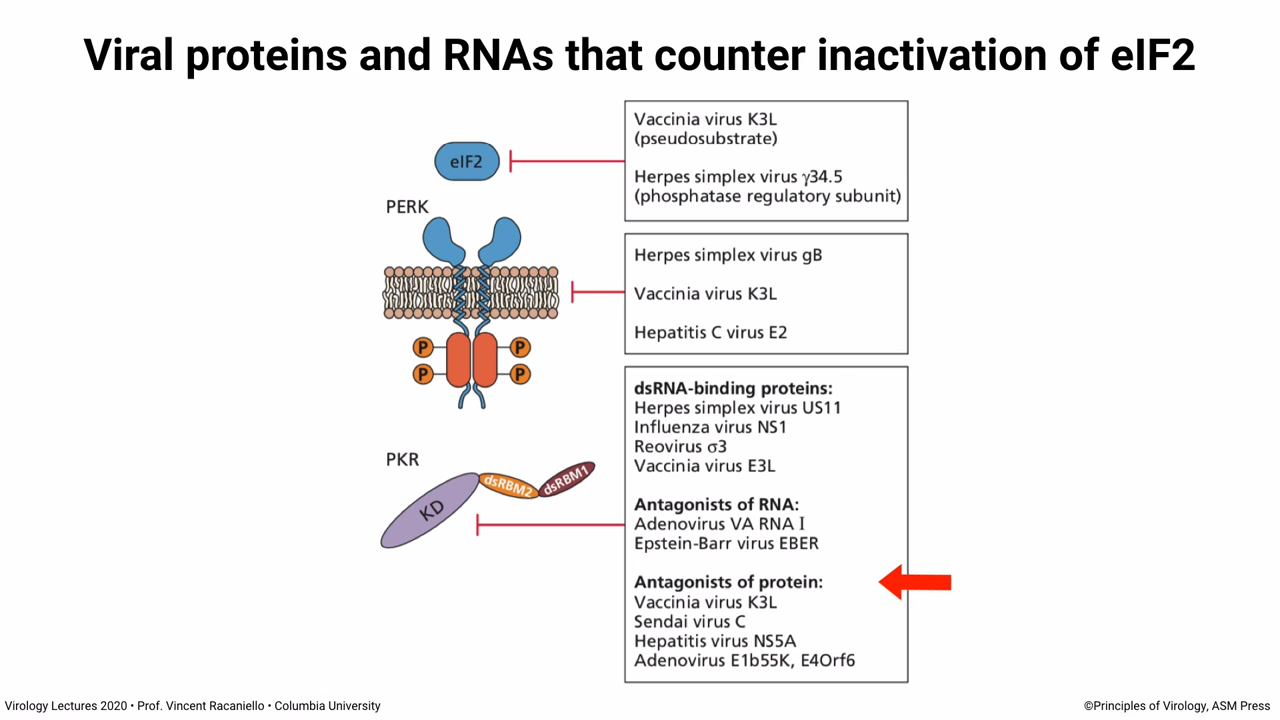 Viral proteins and RNAs that counter inactivation of eIF2
eIF2
Vaccinia virus K3L
(pseudosubstrate)
Herpes simplex virus γ34.5
(phosphatase regulatory subunit)
PERK
P
P
P
P
Herpes simplex virus gB
Vaccinia virus K3L
Hepatitis C virus E2
PKR
KD
dsRBM2
dsRBM1
dsRNA-binding proteins:
Herpes simplex virus US11
Influenza virus NS1
Reovirus σ3
Vaccinia virus E3L
Antagonists of RNA:
Adenovirus VA RNA I
Epstein-Barr virus EBER
Antagonists of protein:
Vaccinia virus K3L
Sendai virus C
Hepatitis virus NS5A
Adenovirus E1b55K, E4Orf6
Virology Lectures 2020 • Prof. Vincent Racaniello • Columbia University
©Principles of Virology, ASM Press